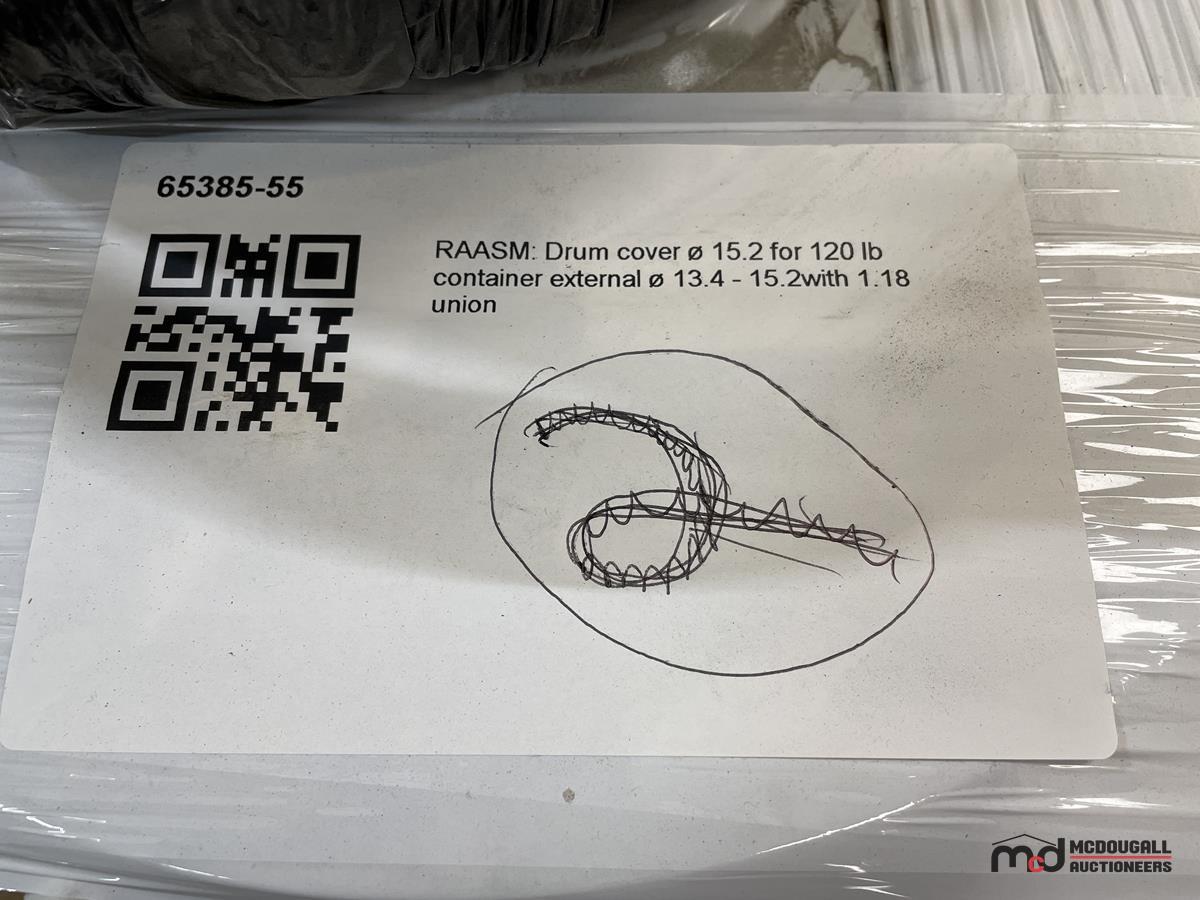 65385-55
RAASM: Drum cover ø 15.2 for 120 lb
container external ø 13.4 - 15.2with 1.18
union
mcd MCDOUGALL
AUCTIONEERS